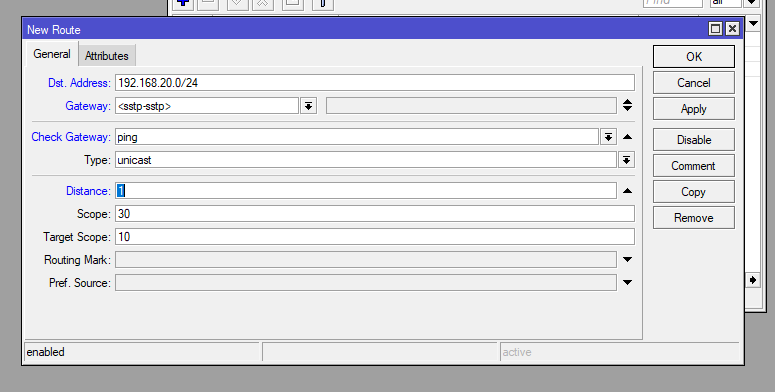 Find
all
New Route
General
Attributes
Dst. Address: 192.168.20.0/24
Gateway: <sstp-sstp>
Check Gateway: ping
Type: unicast
Distance: 1
Scope: 30
Target Scope: 10
Routing Mark:
Pref. Source:
OK
Cancel
Apply
Disable
Comment
Copy
Remove
enabled
active